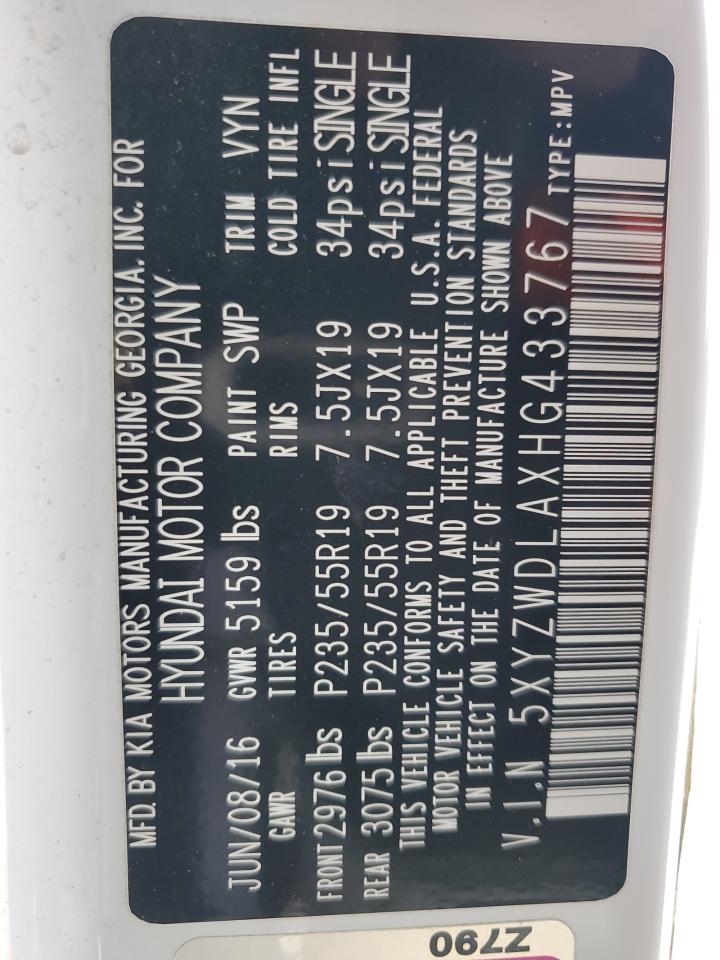 MFD. BY KIA MOTORS MANUFACTURING GEORGIA. INC. FOR
HYUNDAI MOTOR COMPANY
JUN/08/16 GVWR 5159 lbs PAINT SWP TRIM VYN
GAWR TIRES RIMS COLD TIRE INFL
FRONT 2976 lbs P235/55R19 7.5JX19 34psi SINGLE
REAR 3075 lbs P235/55R19 7.5JX19 34psi SINGLE
THIS VEHICLE CONFORMS TO ALL APPLICABLE U.S.A. FEDERAL
MOTOR VEHICLE SAFETY AND THEFT PREVENTION STANDARDS
IN EFFECT ON THE DATE OF MANUFACTURE SHOWN ABOVE
V.I.N 5XYZWDLAXHG433767 TYPE:MPV
Z790